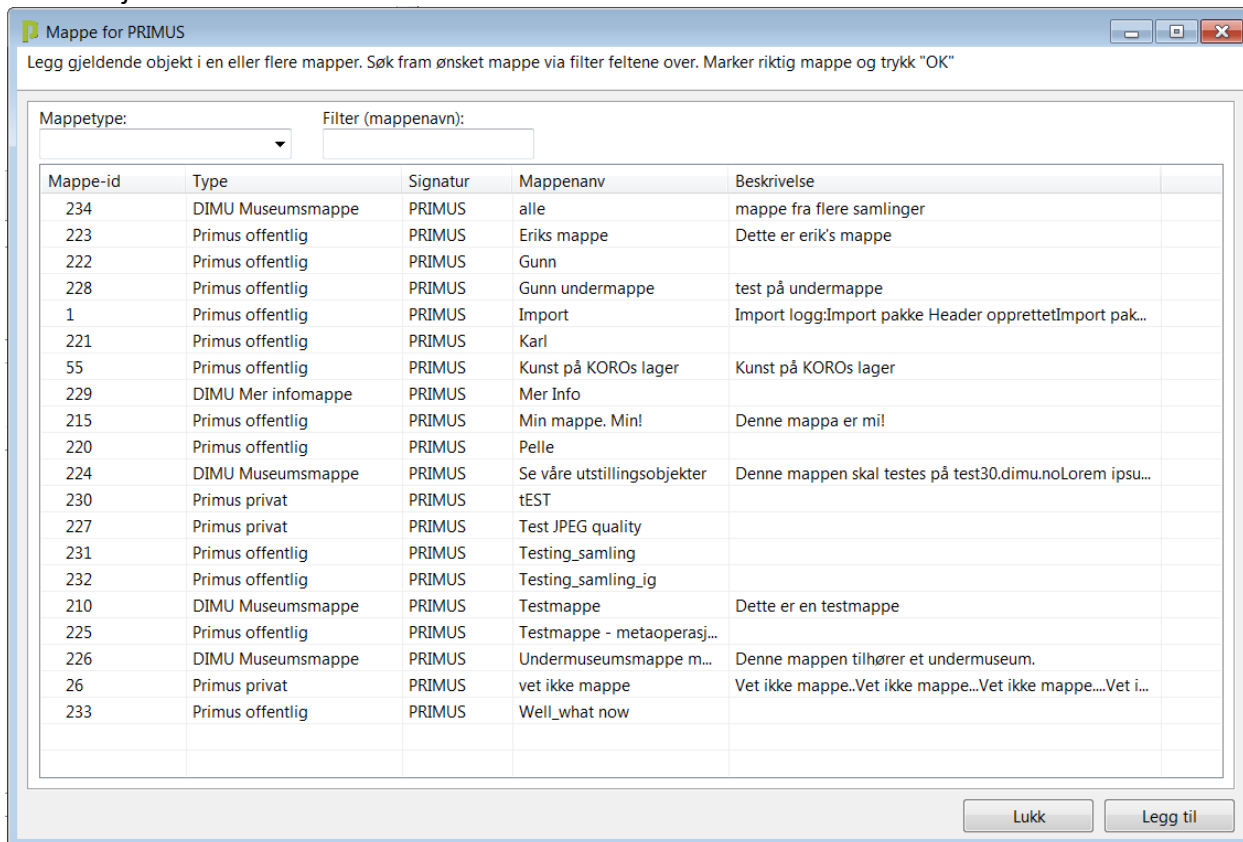 Mappe for PRIMUS
Legg gjeldende objekt i en eller flere mapper. Søk fram ønsket mappe via filter feltene over. Marker riktig mappe og trykk "OK"
Mappetype: Filter (mappenavn):
Mappe-id Type Signatur Mappenanv Beskrivelse
234 DIMU Museumsmappe PRIMUS alle mappe fra flere samlinger
223 Primus offentlig PRIMUS Eriks mappe Dette er erik's mappe
222 Primus offentlig PRIMUS Gunn
228 Primus offentlig PRIMUS Gunn undermappe test på undermappe
1 Primus offentlig PRIMUS Import Import logg:Import pakke Header opprettetImport pak...
221 Primus offentlig PRIMUS Karl
55 Primus offentlig PRIMUS Kunst på KOROs lager Kunst på KOROs lager
229 DIMU Mer infomappe PRIMUS Mer Info
215 Primus offentlig PRIMUS Min mappe. Min! Denne mappa er mi!
220 Primus offentlig PRIMUS Pelle
224 DIMU Museumsmappe PRIMUS Se våre utstillingsobjekter Denne mappen skal testes på test30.dimu.noLorem ipsu...
230 Primus privat PRIMUS tEST
227 Primus privat PRIMUS Test JPEG quality
231 Primus offentlig PRIMUS Testing_samling
232 Primus offentlig PRIMUS Testing_samling_ig
210 DIMU Museumsmappe PRIMUS Testmappe Dette er en testmappe
225 Primus offentlig PRIMUS Testmappe - metaoperasj...
226 DIMU Museumsmappe PRIMUS Undermuseumsmappe m... Denne mappen tilhører et undermuseum.
26 Primus privat PRIMUS vet ikke mappe Vet ikke mappe..Vet ikke mappe...Vet ikke mappe....Vet i...
233 Primus offentlig PRIMUS Well_what now
Lukk Legg til